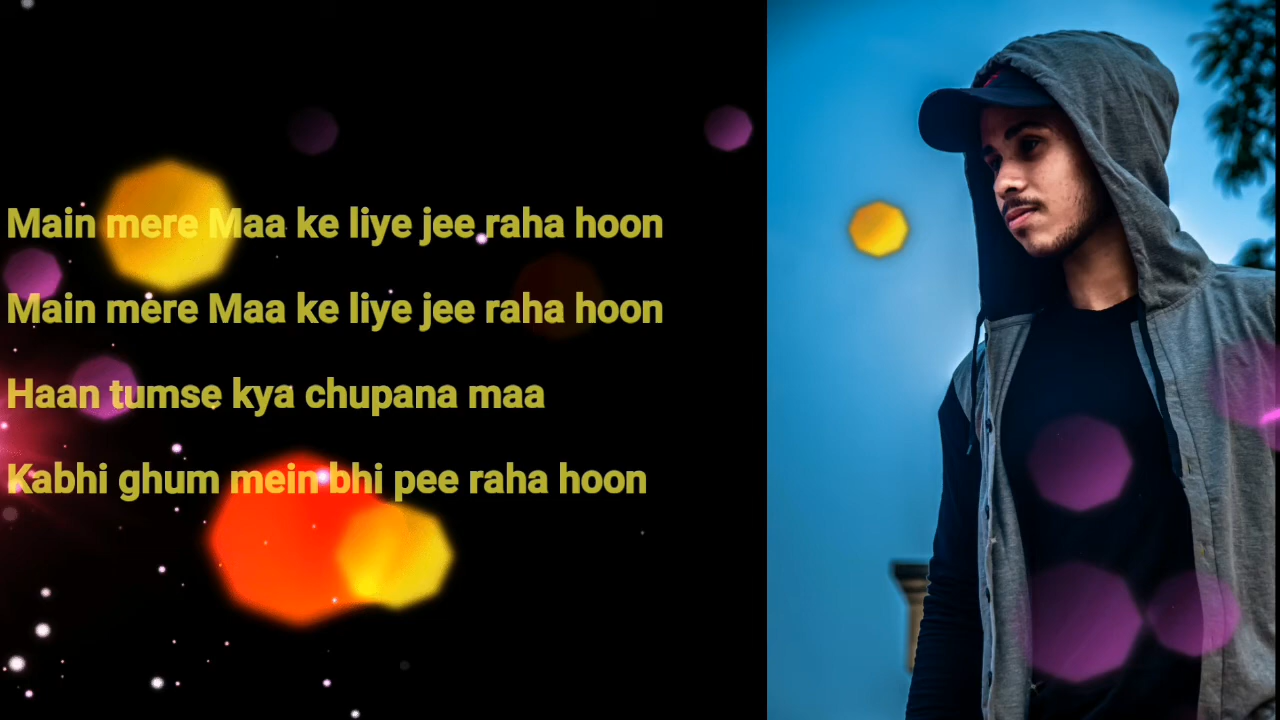 Main mere Maa ke liye jee raha hoon
Main mere Maa ke liye jee raha hoon
Haan tumse kya chupana maa
Kabhi ghum mein bhi pee raha hoon